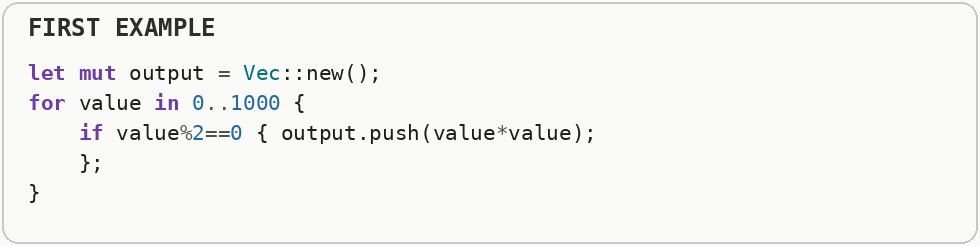 FIRST EXAMPLE
let mut output = Vec::new();
for value in 0..1000 {
    if value%2==0 { output.push(value*value);
    };
}